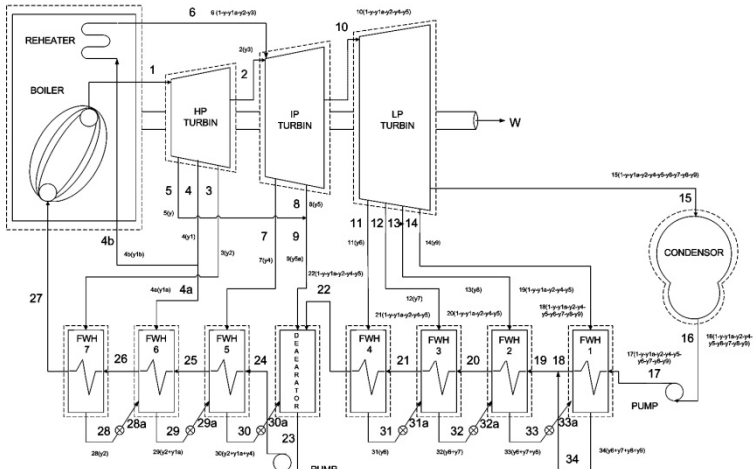 6
6 (1-y-y1a-y2-y3)
10
10(1-y-y1a-y2-y4-y5)
REHEATER
2(y3)
1
2
BOILER
HP
TURBIN
IP
TURBIN
LP
TURBIN
W
15(1-y-y1a-y2-y4-y5-y6-y7-y8-y9)
15
5
4
3
8
8(y5)
11
12
13
14
5(y)
4(y1)
3(y2)
7
9
11(y6)
14(y9)
CONDENSOR
4b
4b(y1b)
7(y4)
9(y5a)
12(y7)
13(y8)
27
4a
4a(y1a)
22(1-y-y1a-y2-y4-y5)
22
19(1-y-y1a-y2-y4-y5)
18(1-y-y1a-y2-y4-
y5-y6-y7-y8-y9)
21(1-y-y1a-y2-y4-y5)
20(1-y-y1a-y2-y4-y5)
16
16(1-y-y1a-y2-y4-
y5-y6-y7-y8-y9)
FWH
7
26
FWH
6
25
FWH
5
24
DEAEARATOR
FWH
4
21
FWH
3
20
FWH
2
19
18
FWH
1
17(1-y-y1a-y2-y4-y5-
y6-y7-y8-y9)
17
PUMP
28
28a
29
29a
30
30a
23
31
31a
32
32a
33
33a
34
28(y2)
29(y2+y1a)
30(y2+y1a+y4)
31(y6)
32(y6+y7)
33(y6+y7+y8)
34(y6+y7+y8+y9)
PUMP